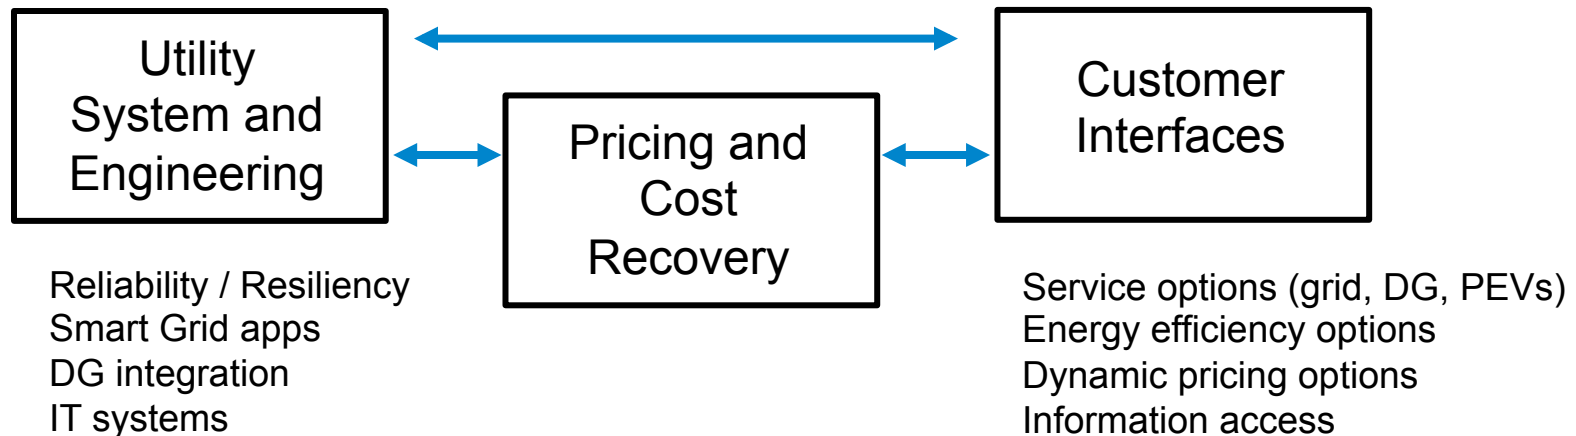 Utility
System and
Engineering
Pricing and
Cost
Recovery
Customer
Interfaces
Reliability / Resiliency
Smart Grid apps
DG integration
IT systems
Service options (grid, DG, PEVs)
Energy efficiency options
Dynamic pricing options
Information access